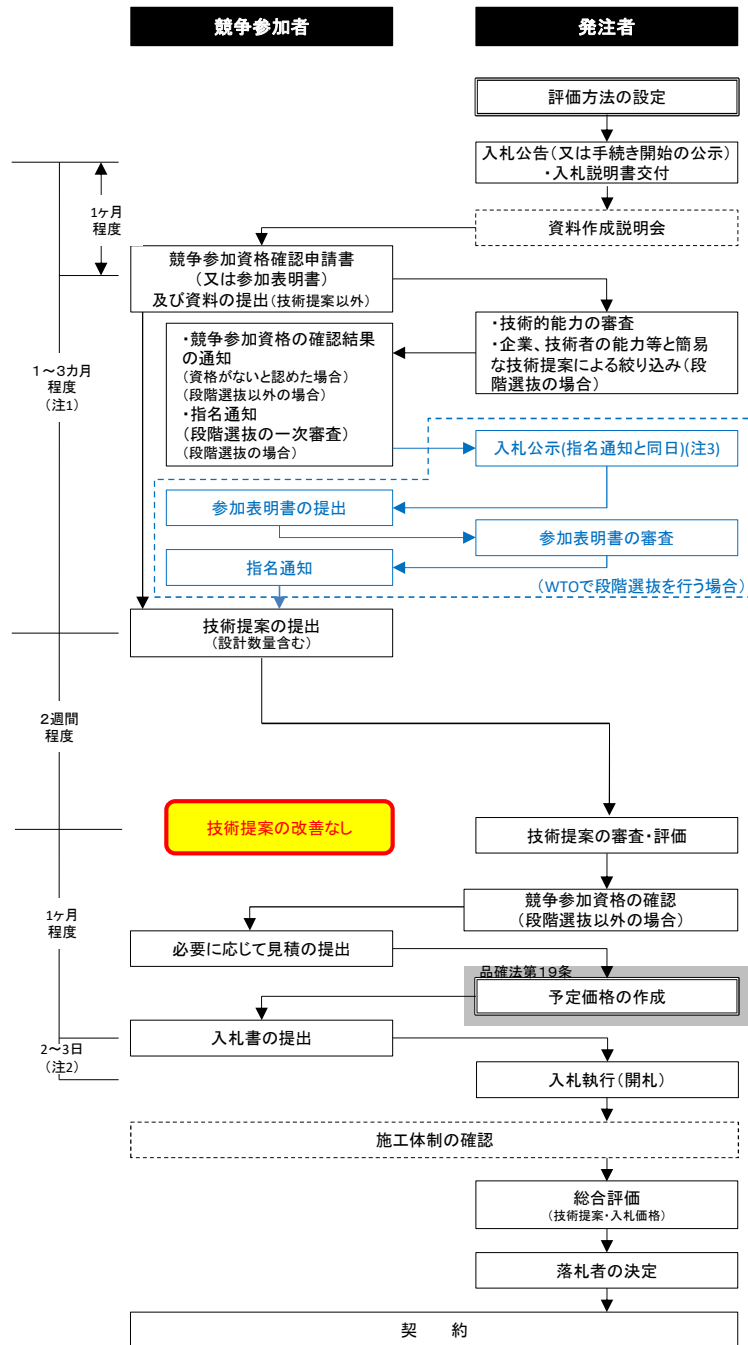 競争参加者
発注者
評価方法の設定
入札公告(又は手続き開始の公示)
・入札説明書交付
1ヶ月
程度
資料作成説明会
競争参加資格確認申請書
(又は参加表明書)
及び資料の提出(技術提案以外)
・技術的能力の審査
・企業、技術者の能力等と簡易
な技術提案による絞り込み(段
階選抜の場合)
・競争参加資格の確認結果
の通知
(資格がないと認めた場合)
(段階選抜以外の場合)
・指名通知
(段階選抜の一次審査)
(段階選抜の場合)
1～3カ月
程度
(注1)
入札公示(指名通知と同日)(注3)
参加表明書の提出
参加表明書の審査
指名通知
(WTOで段階選抜を行う場合)
技術提案の提出
(設計数量含む)
2週間
程度
技術提案の改善なし
技術提案の審査・評価
競争参加資格の確認
(段階選抜以外の場合)
1ヶ月
程度
必要に応じて見積の提出
品確法第19条
予定価格の作成
入札書の提出
2～3日
(注2)
入札執行(開札)
施工体制の確認
総合評価
(技術提案・入札価格)
落札者の決定
契　約